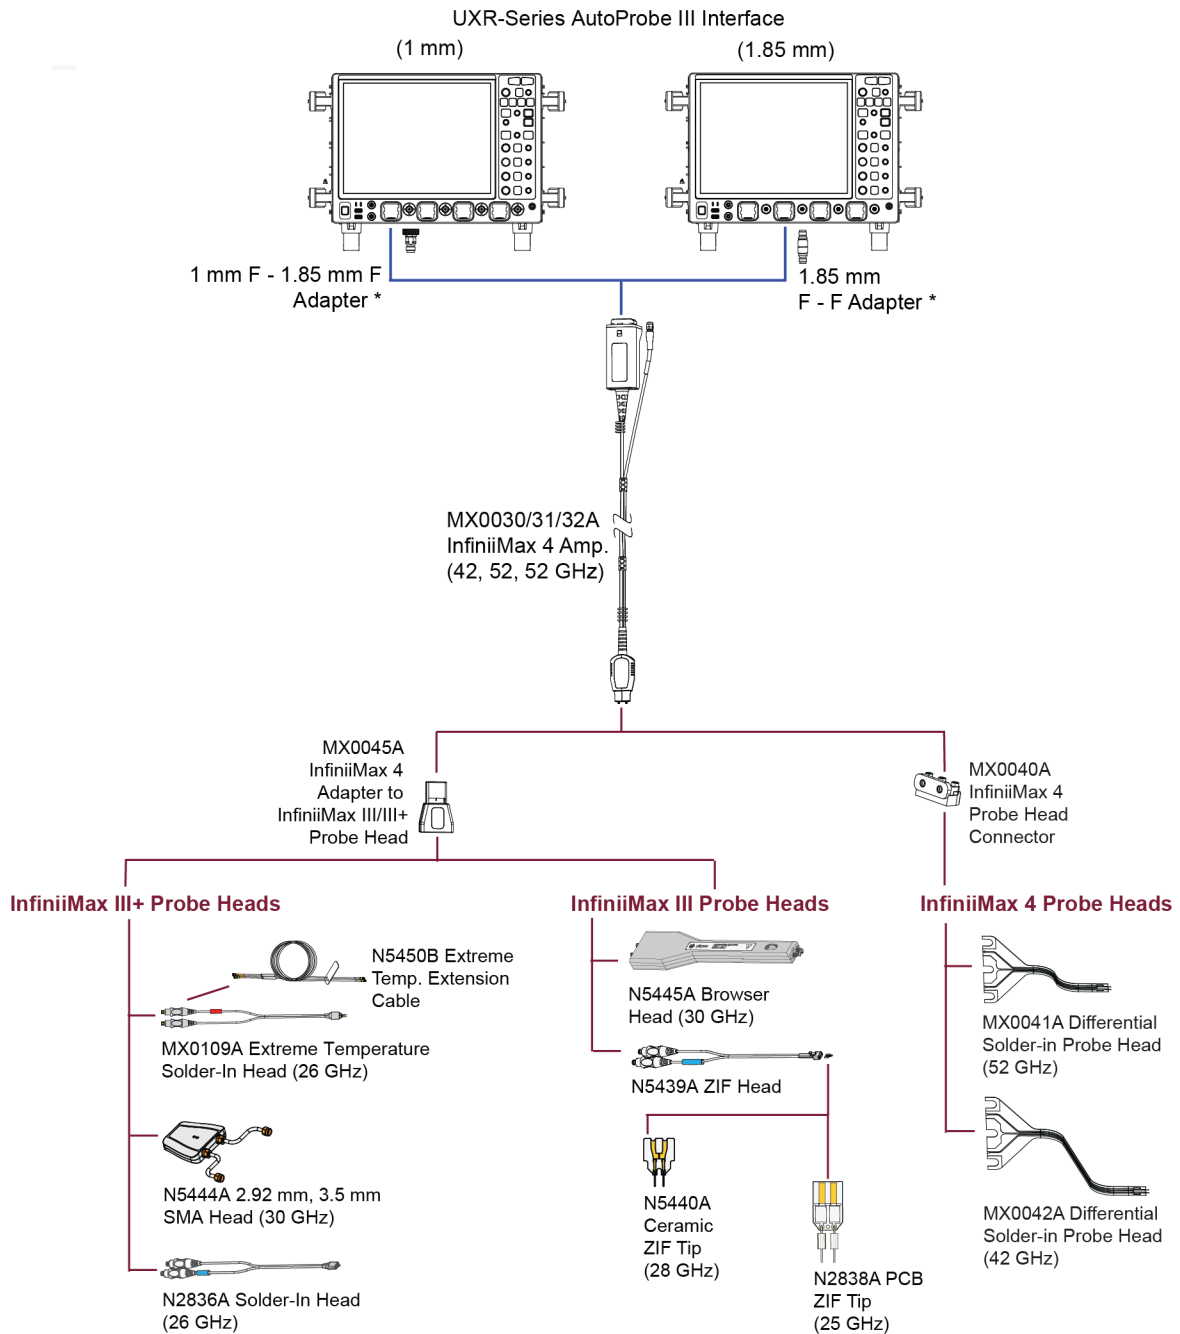 UXR-Series AutoProbe III Interface
(1 mm)
(1.85 mm)
1 mm F - 1.85 mm F
Adapter *
1.85 mm
F - F Adapter *
MX0030/31/32A
InfiniiMax 4 Amp.
(42, 52, 52 GHz)
MX0045A
InfiniiMax 4
Adapter to
InfiniiMax III/III+
Probe Head
MX0040A
InfiniiMax 4
Probe Head
Connector
InfiniiMax III+ Probe Heads
InfiniiMax III Probe Heads
InfiniiMax 4 Probe Heads
N5450B Extreme
Temp. Extension
Cable
MX0109A Extreme Temperature
Solder-In Head (26 GHz)
N5444A 2.92 mm, 3.5 mm
SMA Head (30 GHz)
N2836A Solder-In Head
(26 GHz)
N5445A Browser
Head (30 GHz)
N5439A ZIF Head
N5440A
Ceramic
ZIF Tip
(28 GHz)
N2838A PCB
ZIF Tip
(25 GHz)
MX0041A Differential
Solder-in Probe Head
(52 GHz)
MX0042A Differential
Solder-in Probe Head
(42 GHz)